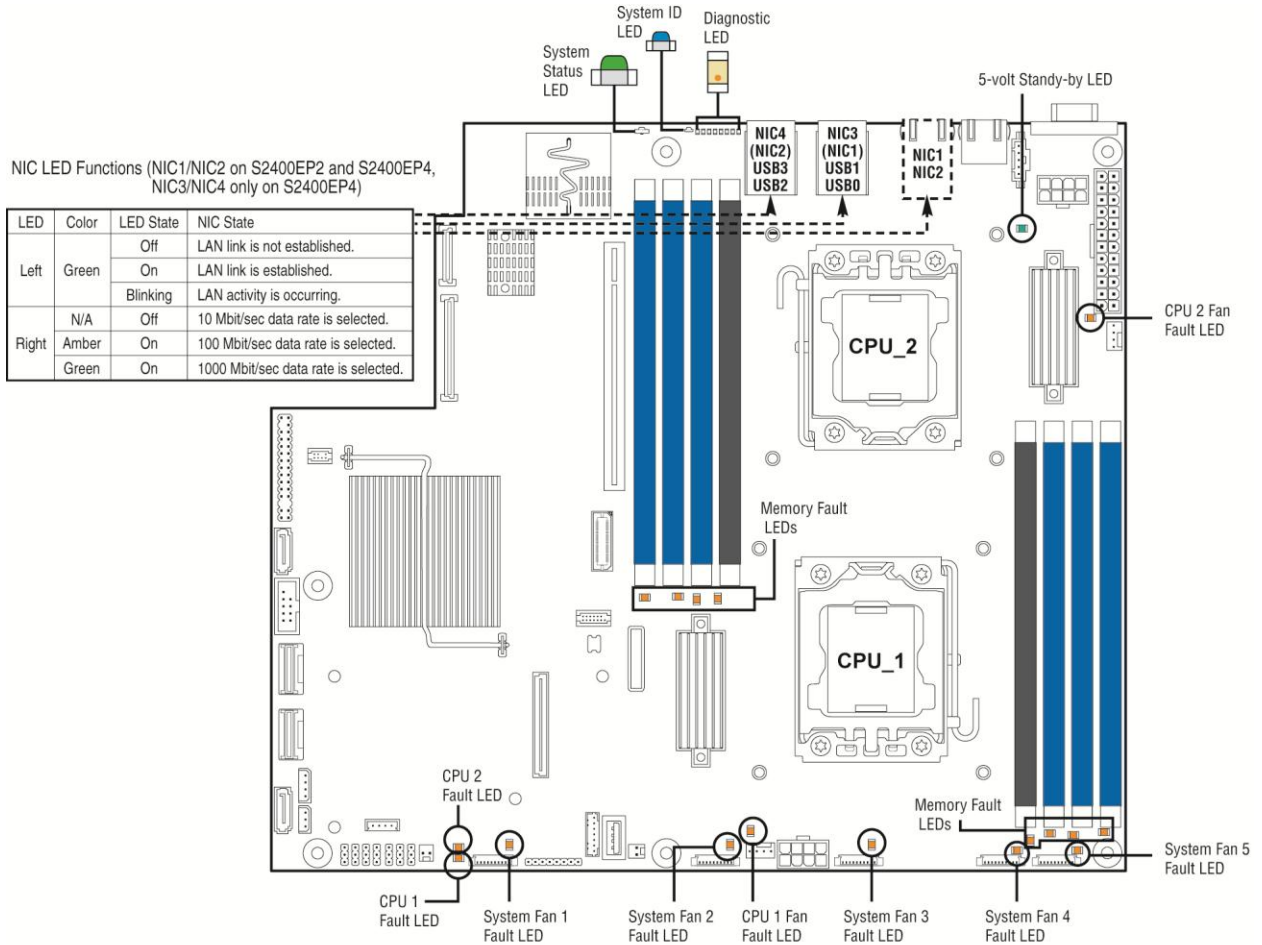 System ID
LED
Diagnostic
LED
System
Status
LED
5-volt Standy-by LED
NIC4
(NIC2)
USB3
USB2
NIC3
(NIC1)
USB1
USB0
NIC1
NIC2
NIC LED Functions (NIC1/NIC2 on S2400EP2 and S2400EP4,
NIC3/NIC4 only on S2400EP4)
LED Color LED State NIC State
Left Green Off LAN link is not established.
On LAN link is established.
Blinking LAN activity is occurring.
Right N/A Off 10 Mbit/sec data rate is selected.
Amber On 100 Mbit/sec data rate is selected.
Green On 1000 Mbit/sec data rate is selected.
CPU 2 Fan
Fault LED
CPU_2
Memory Fault
LEDs
CPU_1
CPU 2
Fault LED
Memory Fault
LEDs
System Fan 5
Fault LED
CPU 1
Fault LED
System Fan 1
Fault LED
System Fan 2
Fault LED
CPU 1 Fan
Fault LED
System Fan 3
Fault LED
System Fan 4
Fault LED